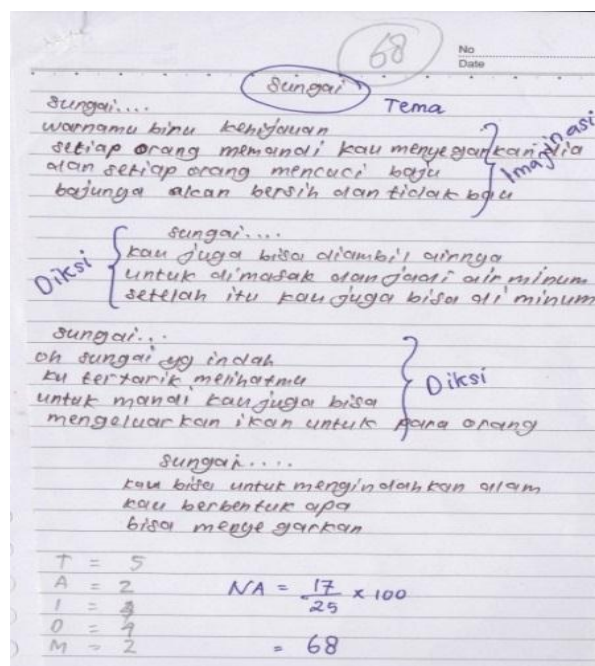 68
No
Date
Sungai
Tema
sungai....
warnamu biru kehijauan
setiap orang memandi kau menyegarkan dia
dan setiap orang mencuci baju
bajunya akan bersih dan tidak bau
Imajinasi
sungai....
kau juga bisa diambil airnya
untuk dimasak dan jadi air minum
setelah itu kau juga bisa di minum
Diksi
sungai...
oh sungai yg indah
ku tertarik melihatmu
untuk mandi kau juga bisa
mengeluarkan ikan untuk para orang
Diksi
sungai....
kau bisa untuk mengindahkan alam
kau berbentuk apa
bisa menyegarkan
T = 5
A = 2
I =
D = 4
M = 2
NA = 17/25 x 100
= 68